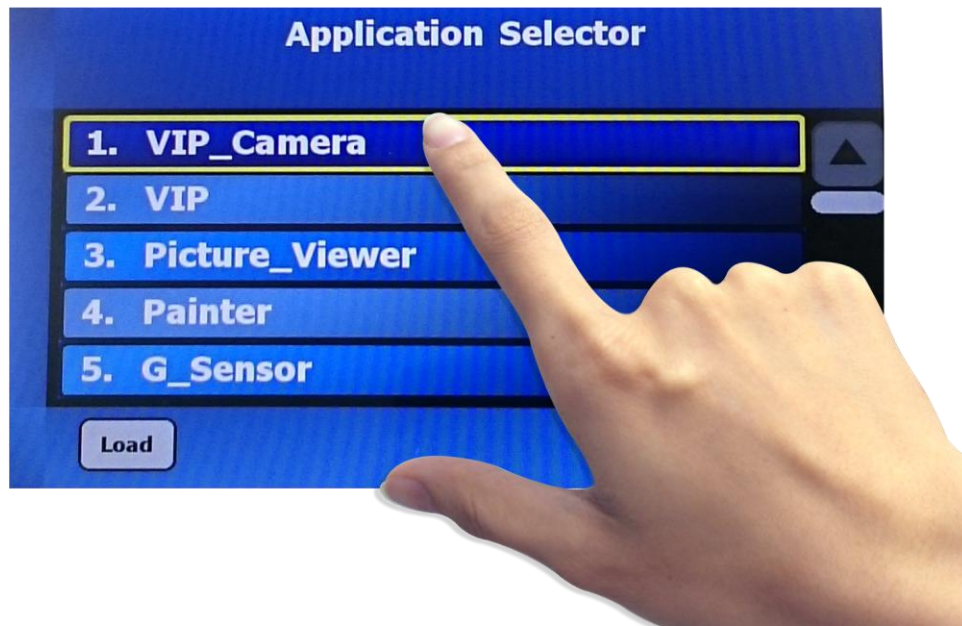 Application Selector
1. VIP_Camera
2. VIP
3. Picture_Viewer
4. Painter
5. G_Sensor
Load